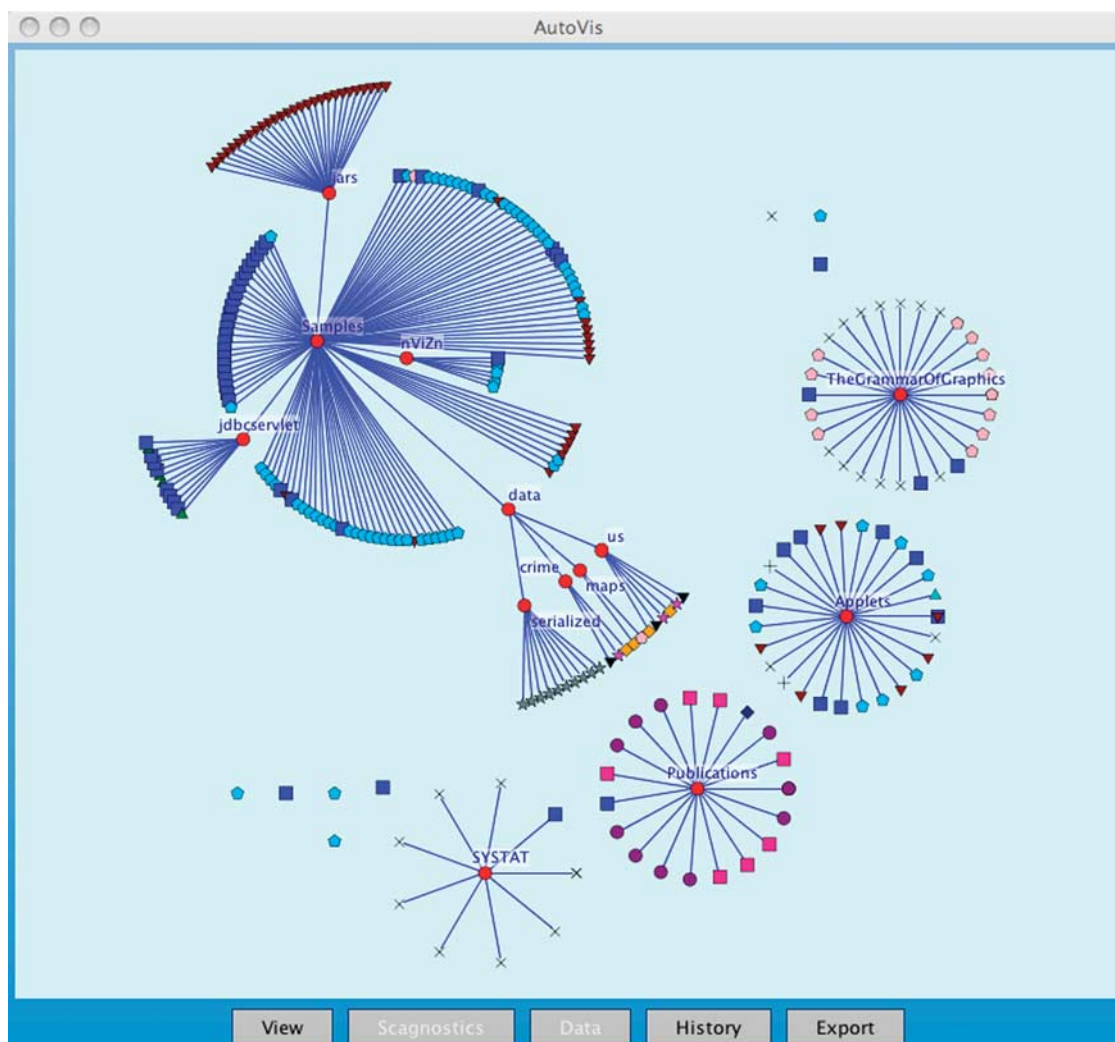 AutoVis
jars
Samples
nViZn
TheGrammarOfGraphics
jdbcservlet
data
us
crime
maps
serialized
Applets
Publications
SYSTAT
View
Scagnostics
Data
History
Export